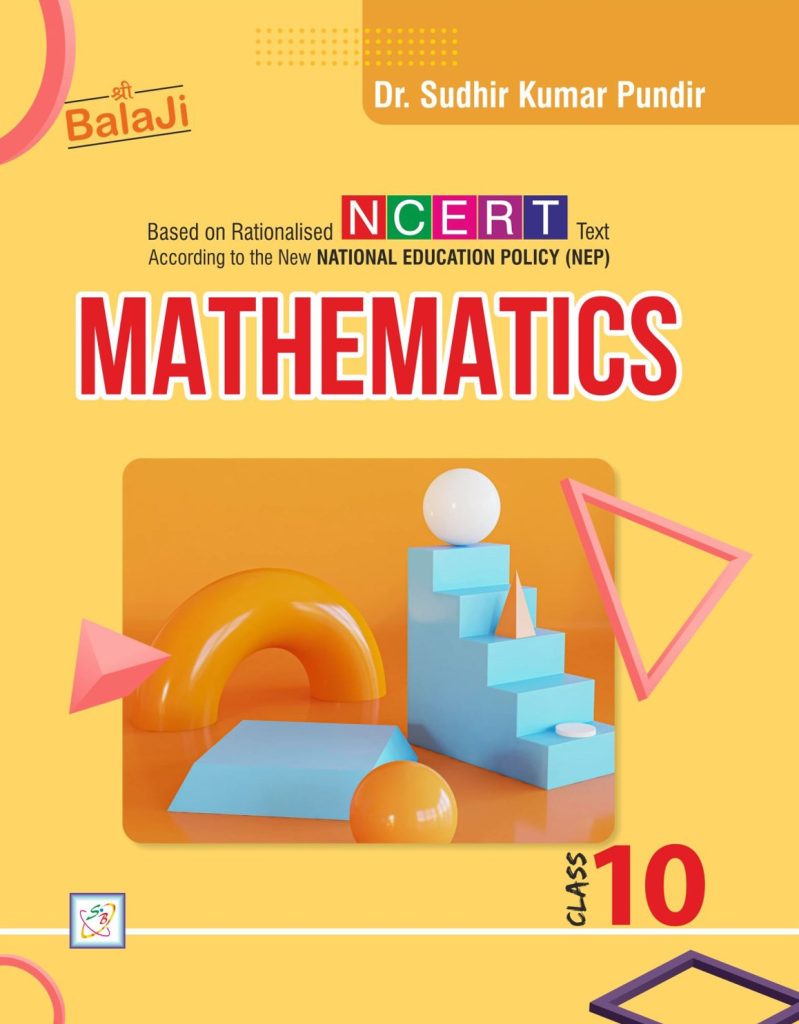 Dr. Sudhir Kumar Pundir
श्री
BalaJi
Based on Rationalised NCERT Text
According to the New NATIONAL EDUCATION POLICY (NEP)
MATHEMATICS
CLASS 10
S.B